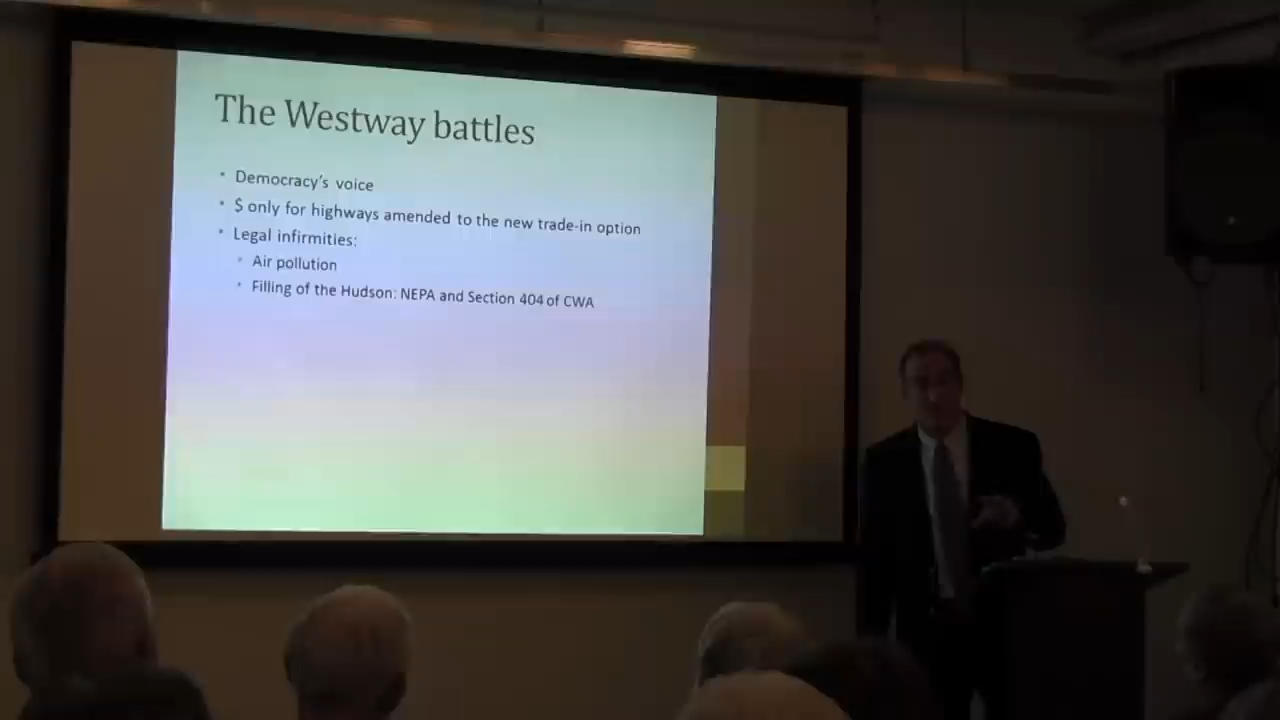 The Westway battles
• Democracy's voice
• $ only for highways amended to the new trade-in option
• Legal infirmities:
• Air pollution
• Filling of the Hudson: NEPA and Section 404 of CWA